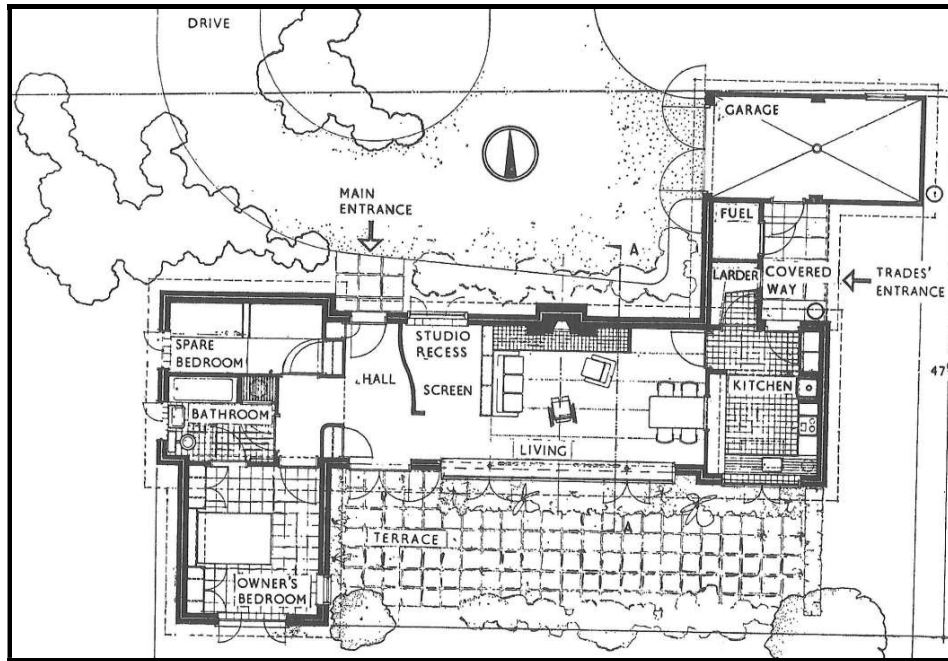 DRIVE
GARAGE
MAIN
ENTRANCE
FUEL
A
LARDER
COVERED
WAY
TRADES'
ENTRANCE
SPARE
BEDROOM
STUDIO
RECESS
HALL
SCREEN
KITCHEN
BATHROOM
LIVING
A
TERRACE
OWNER'S
BEDROOM